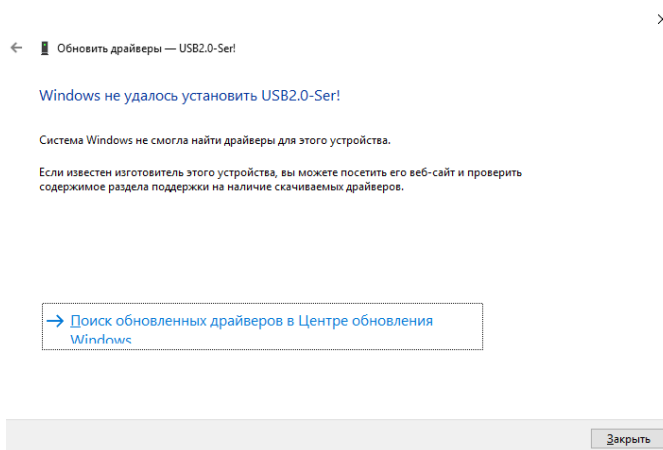 Обновить драйверы — USB2.0-Ser!
Windows не удалось установить USB2.0-Ser!
Система Windows не смогла найти драйверы для этого устройства.
Если известен изготовитель этого устройства, вы можете посетить его веб-сайт и проверить
содержимое раздела поддержки на наличие скачиваемых драйверов.
Поиск обновленных драйверов в Центре обновления
Windows
Закрыть